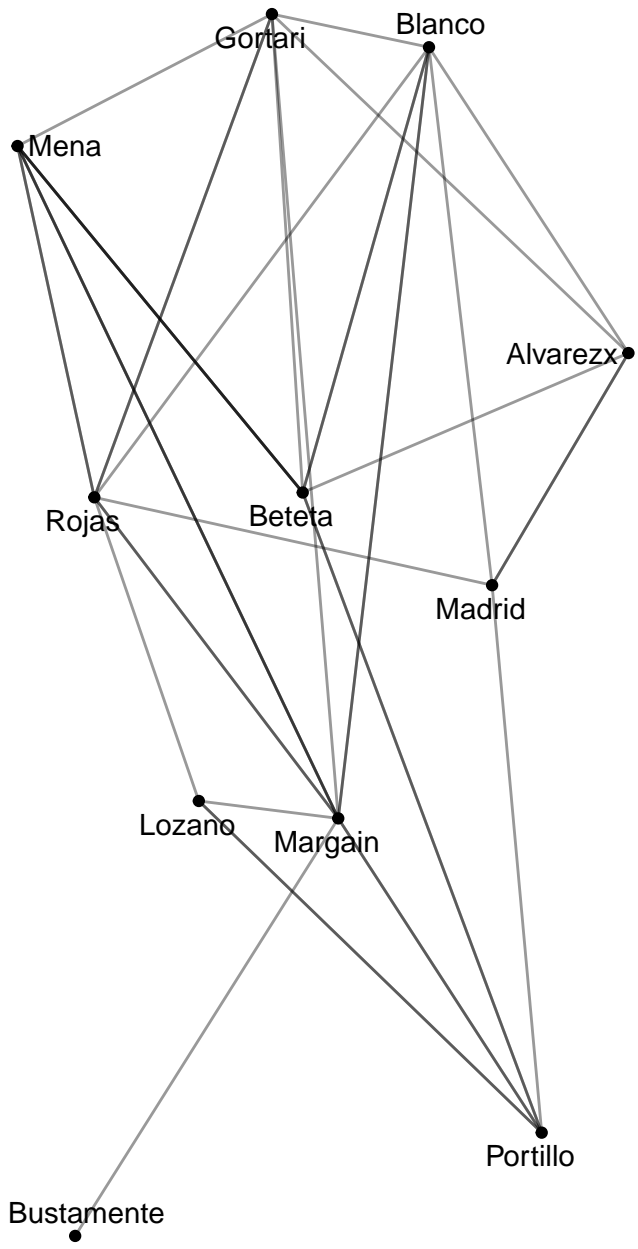 Blanco
Gortari
Mena
Alvarezx
Beteta
Rojas
Madrid
Lozano
Margain
Portillo
Bustamente